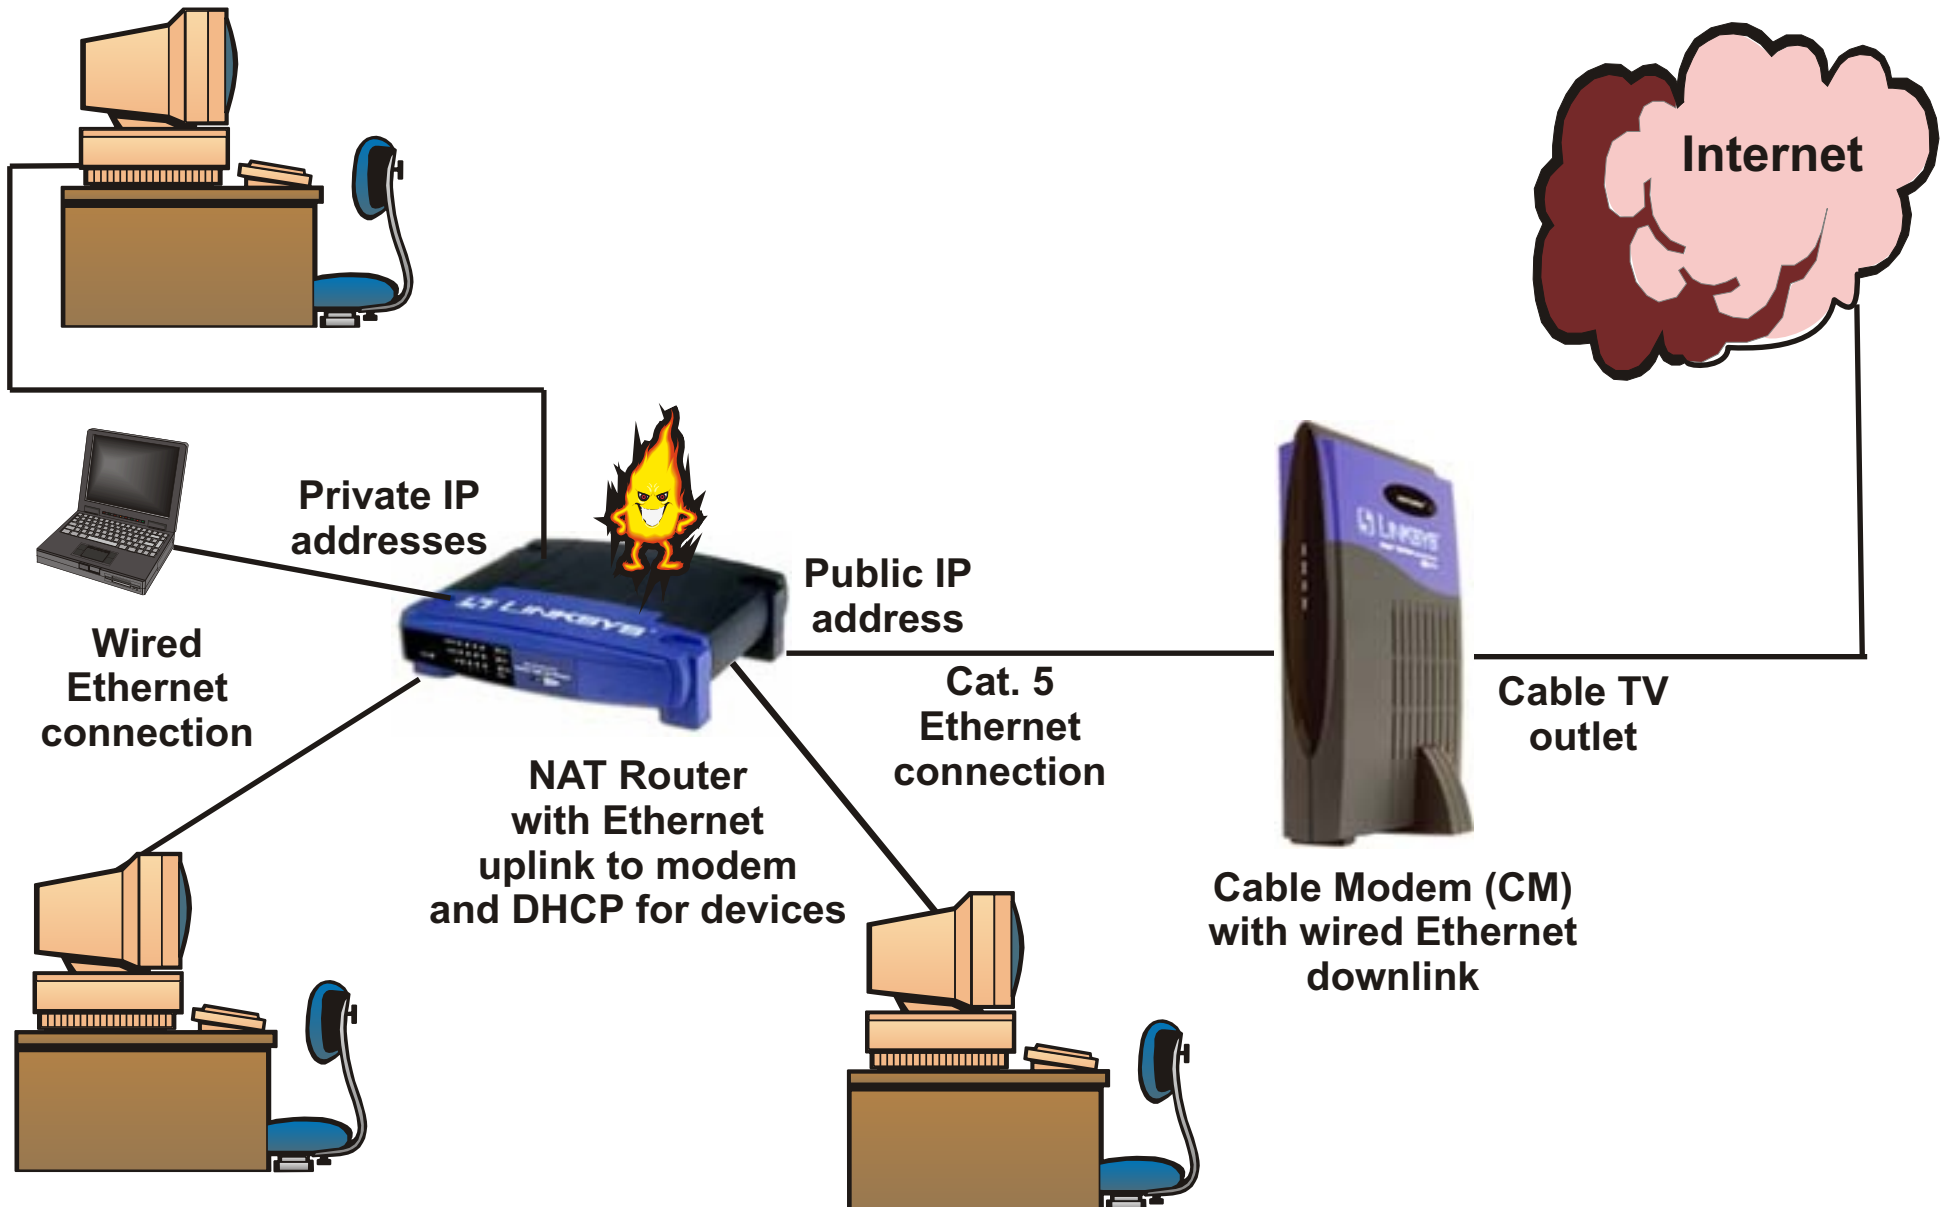 Internet
Private IP
addresses
LINKSYS
Public IP
address
LINKSYS
Wired
Ethernet
connection
Cat. 5
Ethernet
connection
Cable TV
outlet
NAT Router
with Ethernet
uplink to modem
and DHCP for devices
Cable Modem (CM)
with wired Ethernet
downlink